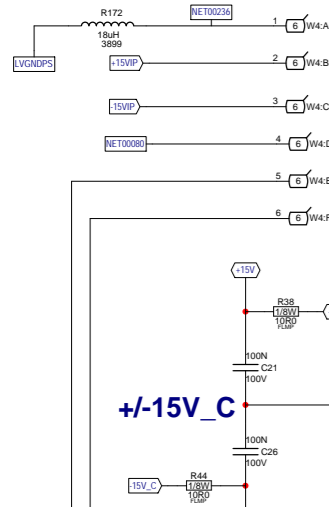 R172
NET00236
18uH
3899
LVGNDPS
1
6
W4:A
+15VIP
2
6
W4:B
-15VIP
3
6
W4:C
NET00080
4
6
W4:D
5
6
W4:E
6
6
W4:F
+15V
R38
1/8W
10R0
FLMP
100N
C21
100V
+/-15V_C
100N
C26
100V
R44
-15V_C
1/8W
10R0
FLMP